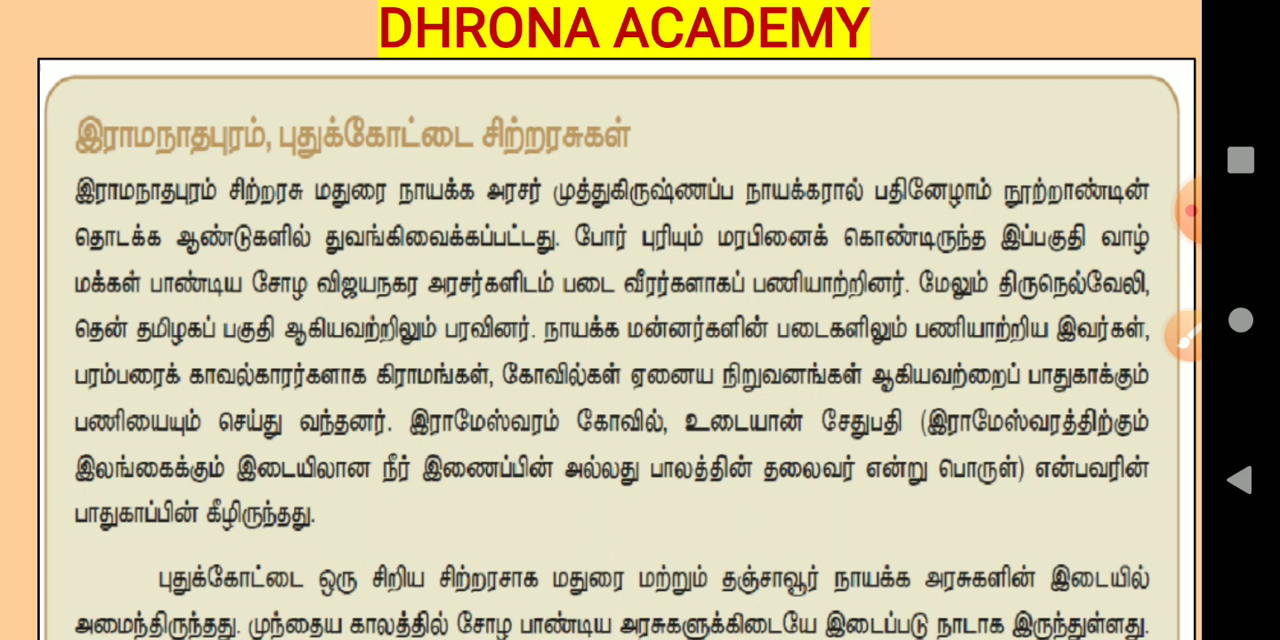 DHRONA ACADEMY
இராமநாதபுரம், புதுக்கோட்டை சிற்றரசுகள்
இராமநாதபுரம் சிற்றரசு மதுரை நாயக்க அரசர் முத்துகிருஷ்ணப்ப நாயக்கரால் பதினேழாம் நூற்றாண்டின்
தொடக்க ஆண்டுகளில் துவங்கிவைக்கப்பட்டது. போர் புரியும் மரபினைக் கொண்டிருந்த இப்பகுதி வாழ்
மக்கள் பாண்டிய சோழ விஜயநகர அரசர்களிடம் படை வீரர்களாகப் பணியாற்றினர். மேலும் திருநெல்வேலி,
தென் தமிழகப் பகுதி ஆகியவற்றிலும் பரவினர். நாயக்க மன்னர்களின் படைகளிலும் பணியாற்றிய இவர்கள்,
பரம்பரைக் காவல்காரர்களாக கிராமங்கள், கோவில்கள் ஏனைய நிறுவனங்கள் ஆகியவற்றைப் பாதுகாக்கும்
பணியையும் செய்து வந்தனர். இராமேஸ்வரம் கோவில், உடையான் சேதுபதி (இராமேஸ்வரத்திற்கும்
இலங்கைக்கும் இடையிலான நீர் இணைப்பின் அல்லது பாலத்தின் தலைவர் என்று பொருள்) என்பவரின்
பாதுகாப்பின் கீழிருந்தது.
புதுக்கோட்டை ஒரு சிறிய சிற்றரசாக மதுரை மற்றும் தஞ்சாவூர் நாயக்க அரசுகளின் இடையில்
அமைந்திருந்தது. முந்தைய காலத்தில் சோழ பாண்டிய அரசுகளுக்கிடையே இடைப்படு நாடாக இருந்துள்ளது.